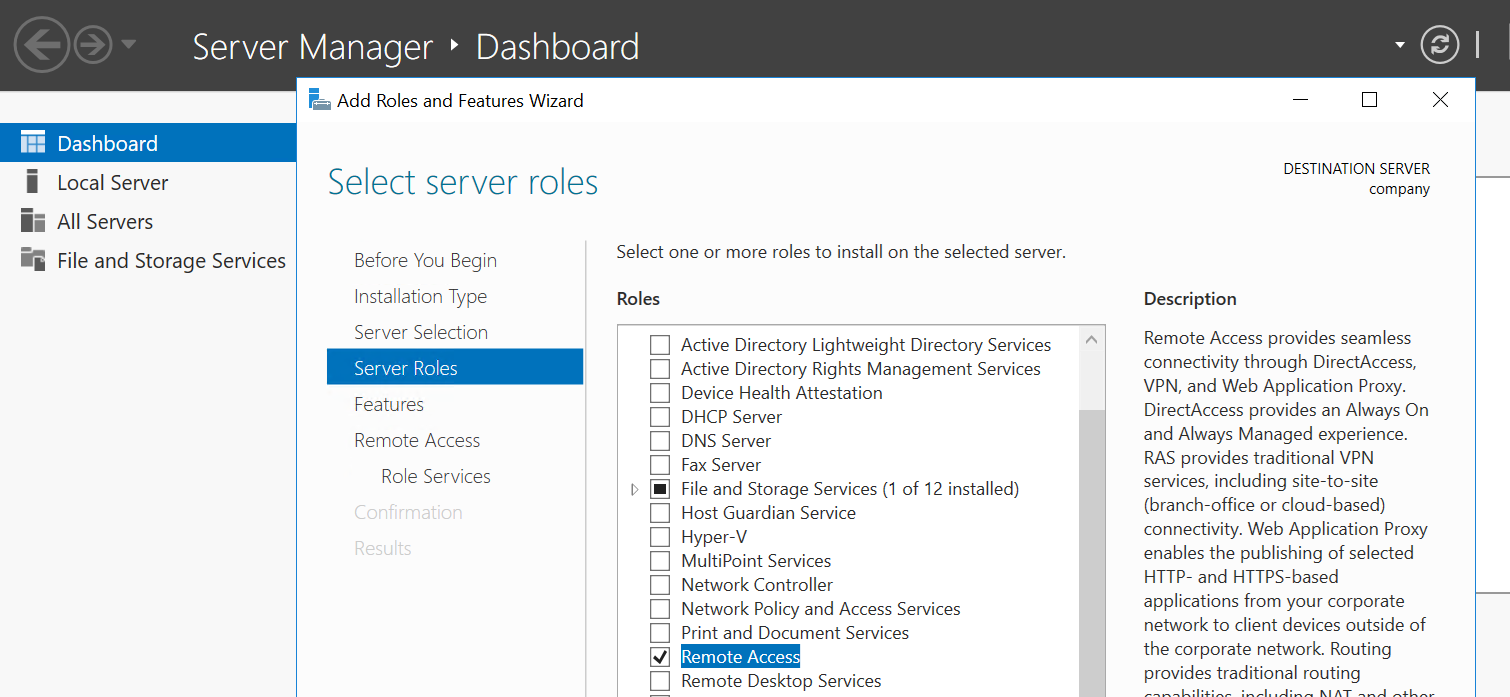 Server Manager ‣ Dashboard
Add Roles and Features Wizard
Dashboard
Local Server
All Servers
File and Storage Services
Select server roles
DESTINATION SERVER
company
Before You Begin
Installation Type
Server Selection
Server Roles
Features
Remote Access
Role Services
Confirmation
Results
Select one or more roles to install on the selected server.
Roles
Active Directory Lightweight Directory Services
Active Directory Rights Management Services
Device Health Attestation
DHCP Server
DNS Server
Fax Server
File and Storage Services (1 of 12 installed)
Host Guardian Service
Hyper-V
MultiPoint Services
Network Controller
Network Policy and Access Services
Print and Document Services
Remote Access
Remote Desktop Services
Description
Remote Access provides seamless
connectivity through DirectAccess,
VPN, and Web Application Proxy.
DirectAccess provides an Always On
and Always Managed experience.
RAS provides traditional VPN
services, including site-to-site
(branch-office or cloud-based)
connectivity. Web Application Proxy
enables the publishing of selected
HTTP- and HTTPS-based
applications from your corporate
network to client devices outside of
the corporate network. Routing
provides traditional routing
capabilities, including NAT and other